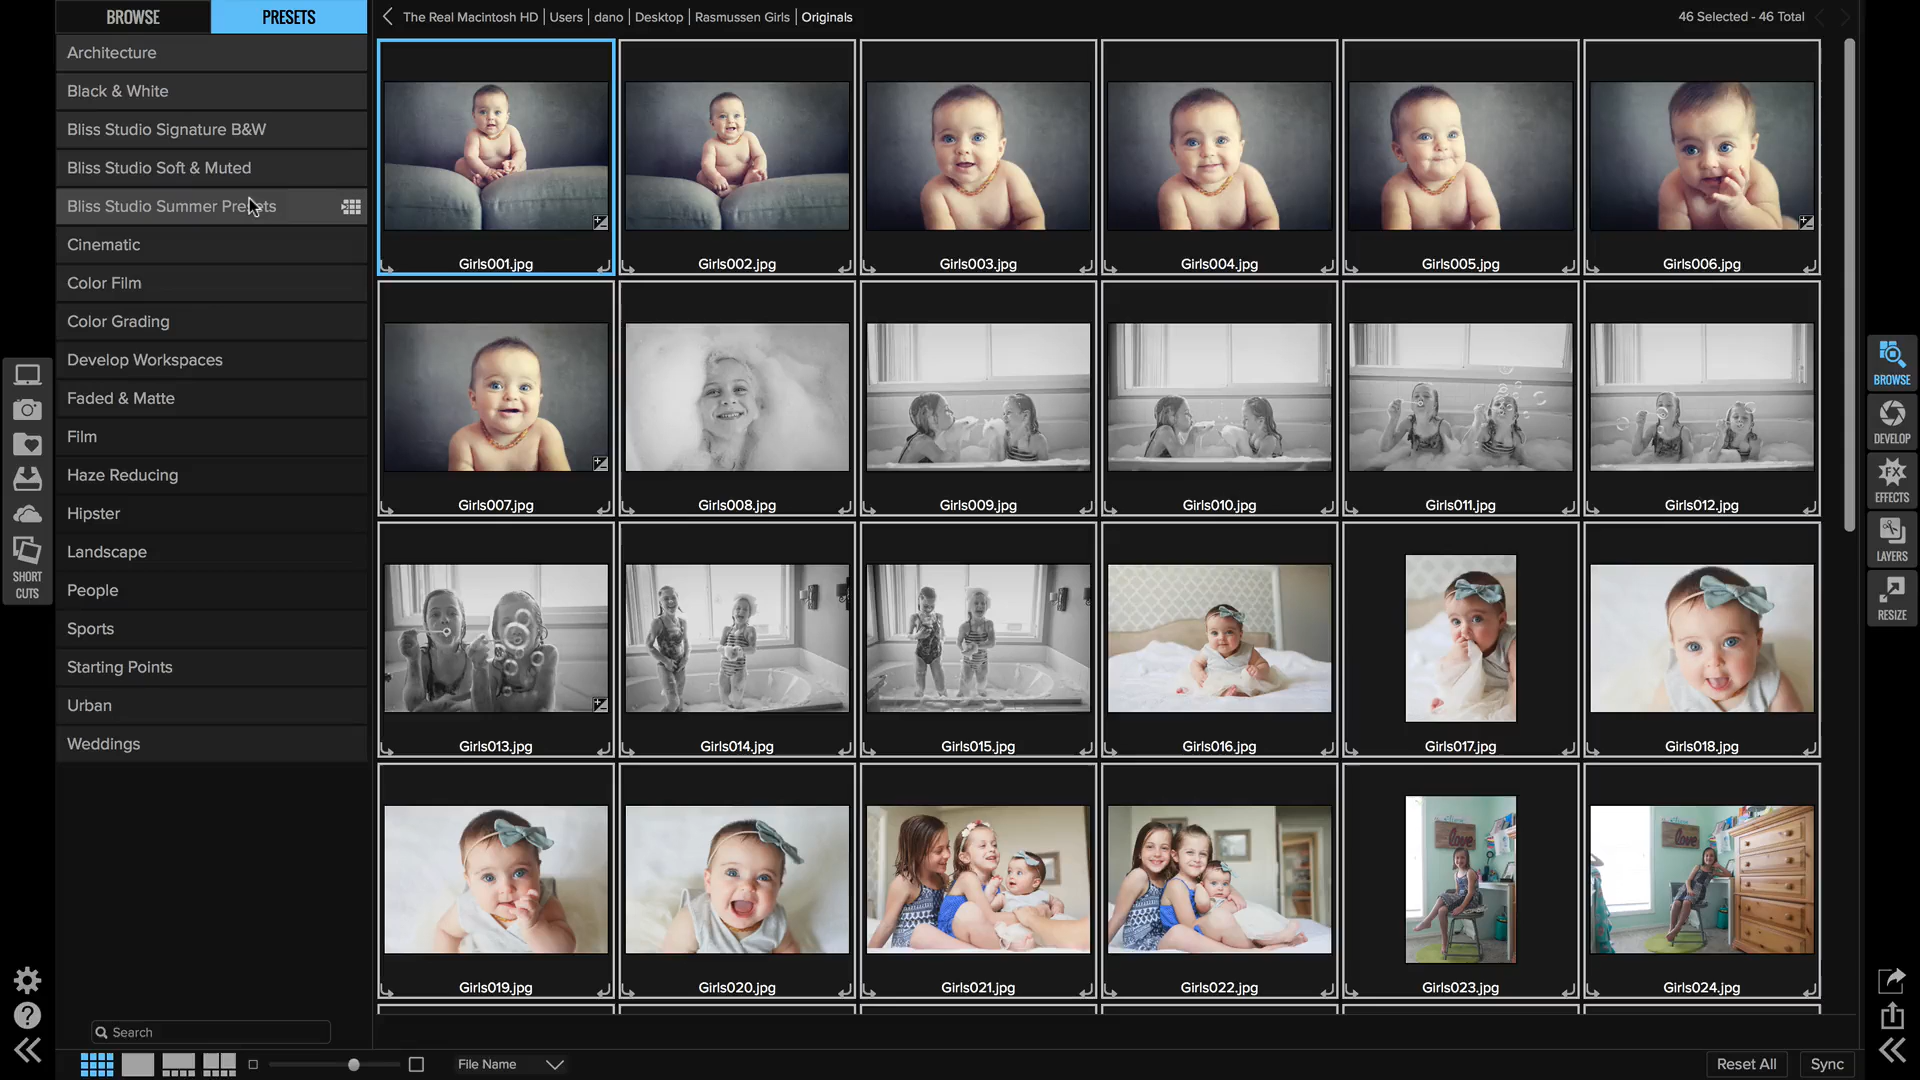 BROWSE
PRESETS
The Real Macintosh HD | Users | dano | Desktop | Rasmussen Girls | Originals
46 Selected - 46 Total
Architecture
Black & White
Bliss Studio Signature B&W
Bliss Studio Soft & Muted
Bliss Studio Summer Presets
Cinematic
Color Film
Color Grading
Develop Workspaces
Faded & Matte
Film
Haze Reducing
Hipster
Landscape
People
Sports
Starting Points
Urban
Weddings
SHORT
CUTS
Girls001.jpg
Girls002.jpg
Girls003.jpg
Girls004.jpg
Girls005.jpg
Girls006.jpg
Girls007.jpg
Girls008.jpg
Girls009.jpg
Girls010.jpg
Girls011.jpg
Girls012.jpg
Girls013.jpg
Girls014.jpg
Girls015.jpg
Girls016.jpg
Girls017.jpg
Girls018.jpg
love
love
Girls019.jpg
Girls020.jpg
Girls021.jpg
Girls022.jpg
Girls023.jpg
Girls024.jpg
BROWSE
DEVELOP
FX
EFFECTS
LAYERS
RESIZE
Search
File Name
Reset All
Sync